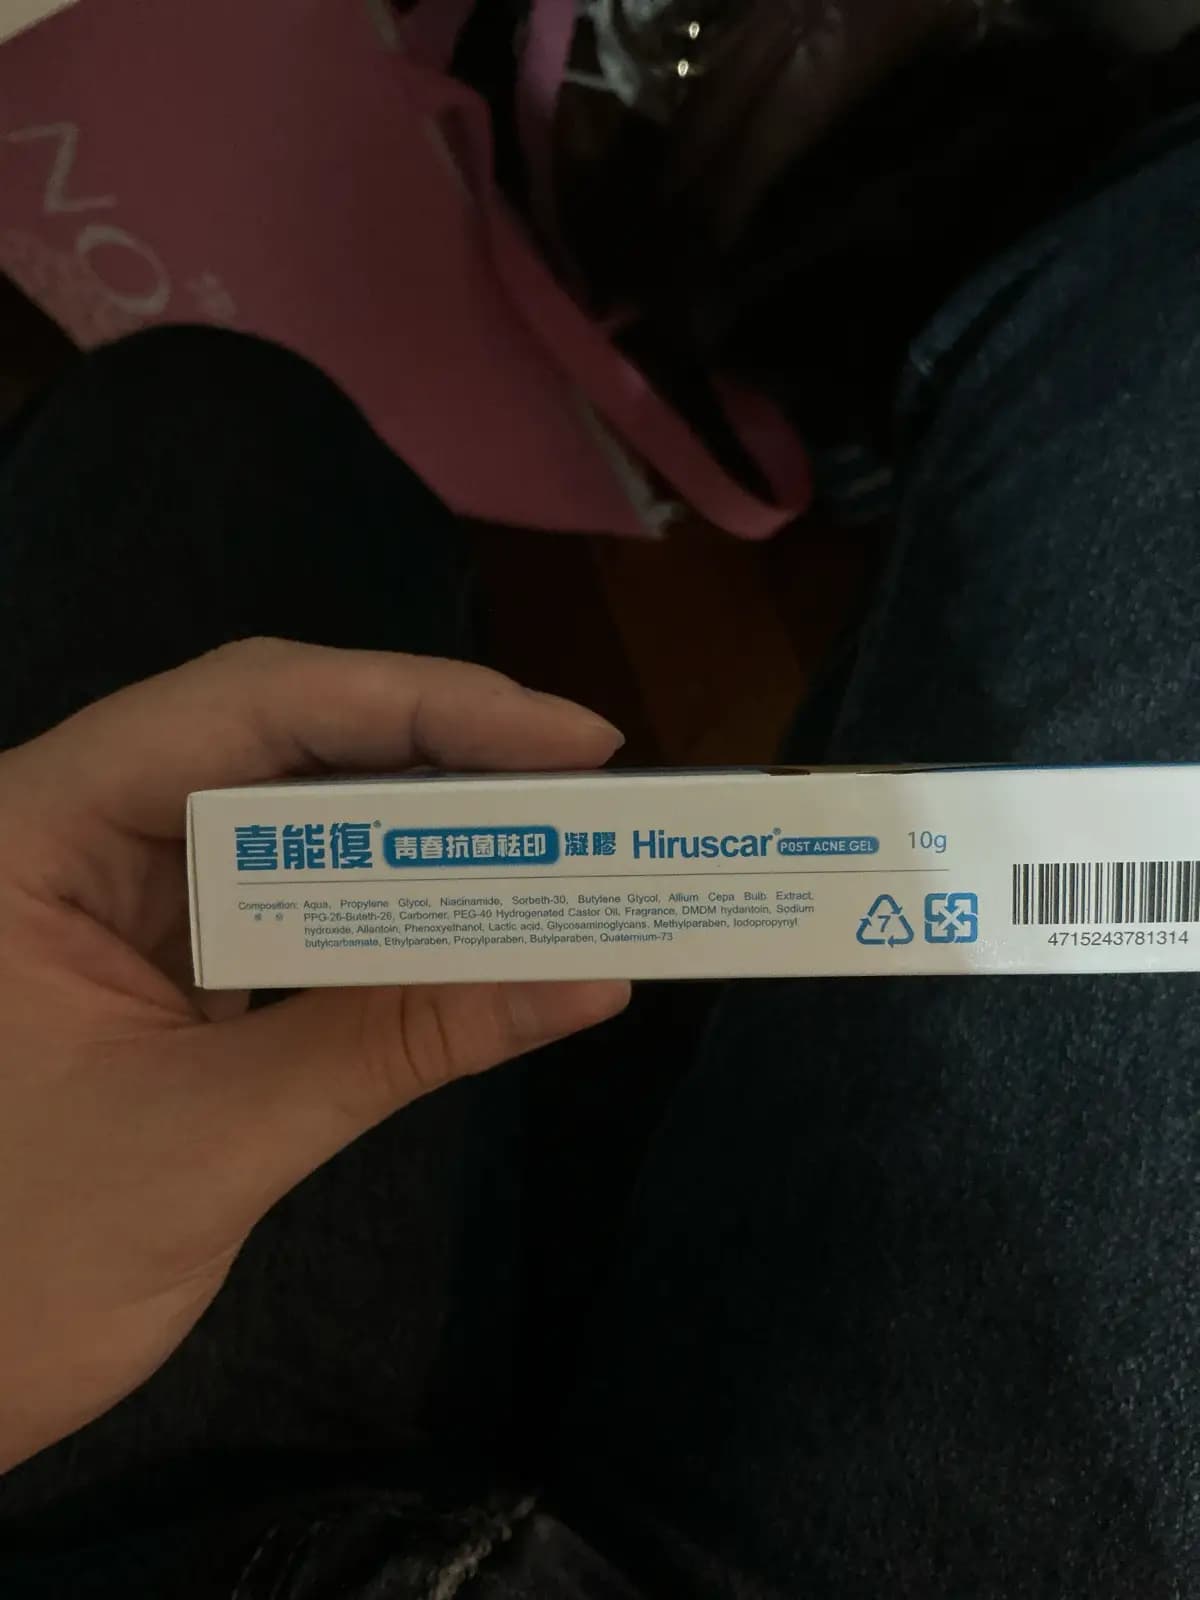 NO
喜能復® 青春抗菌祛印 凝膠 Hiruscar® POST ACNE GEL 10g
Composition: Aqua, Propylene Glycol, Niacinamide, Sorbeth-30, Butylene Glycol, Allium Cepa Bulb Extract,
成 分 PPG-26-Buteth-26, Carbomer, PEG-40 Hydrogenated Castor Oil, Fragrance, DMDM hydantoin, Sodium
hydroxide, Allantoin, Phenoxyethanol, Lactic acid, Glycosaminoglycans, Methylparaben, Iodopropynyl
butylcarbamate, Ethylparaben, Propylparaben, Butylparaben, Quaternium-73
7
4715243781314